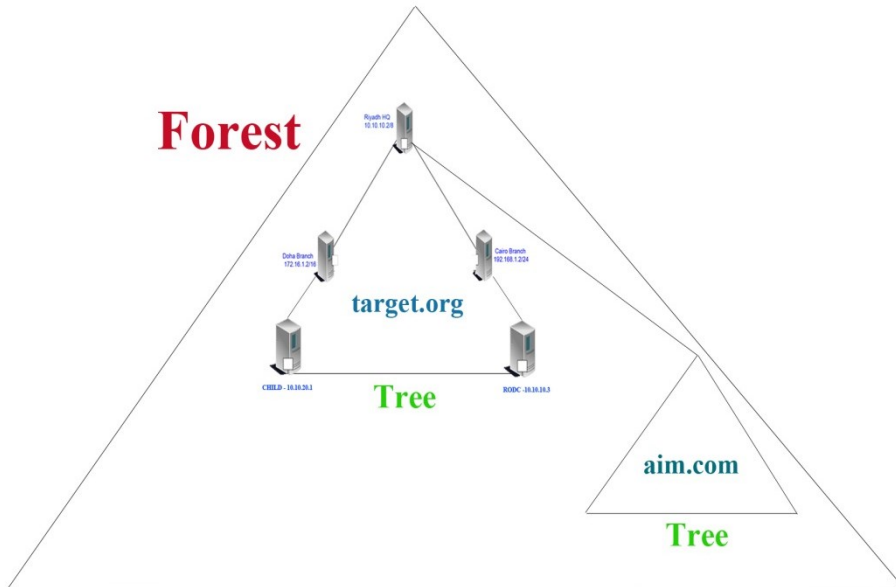 Forest
Riyadh HQ
10.10.10.2/8
Doha Branch
172.16.1.2/16
Cairo Branch
192.168.1.2/24
target.org
CHILD - 10.10.20.1
RODC -10.10.10.3
Tree
aim.com
Tree